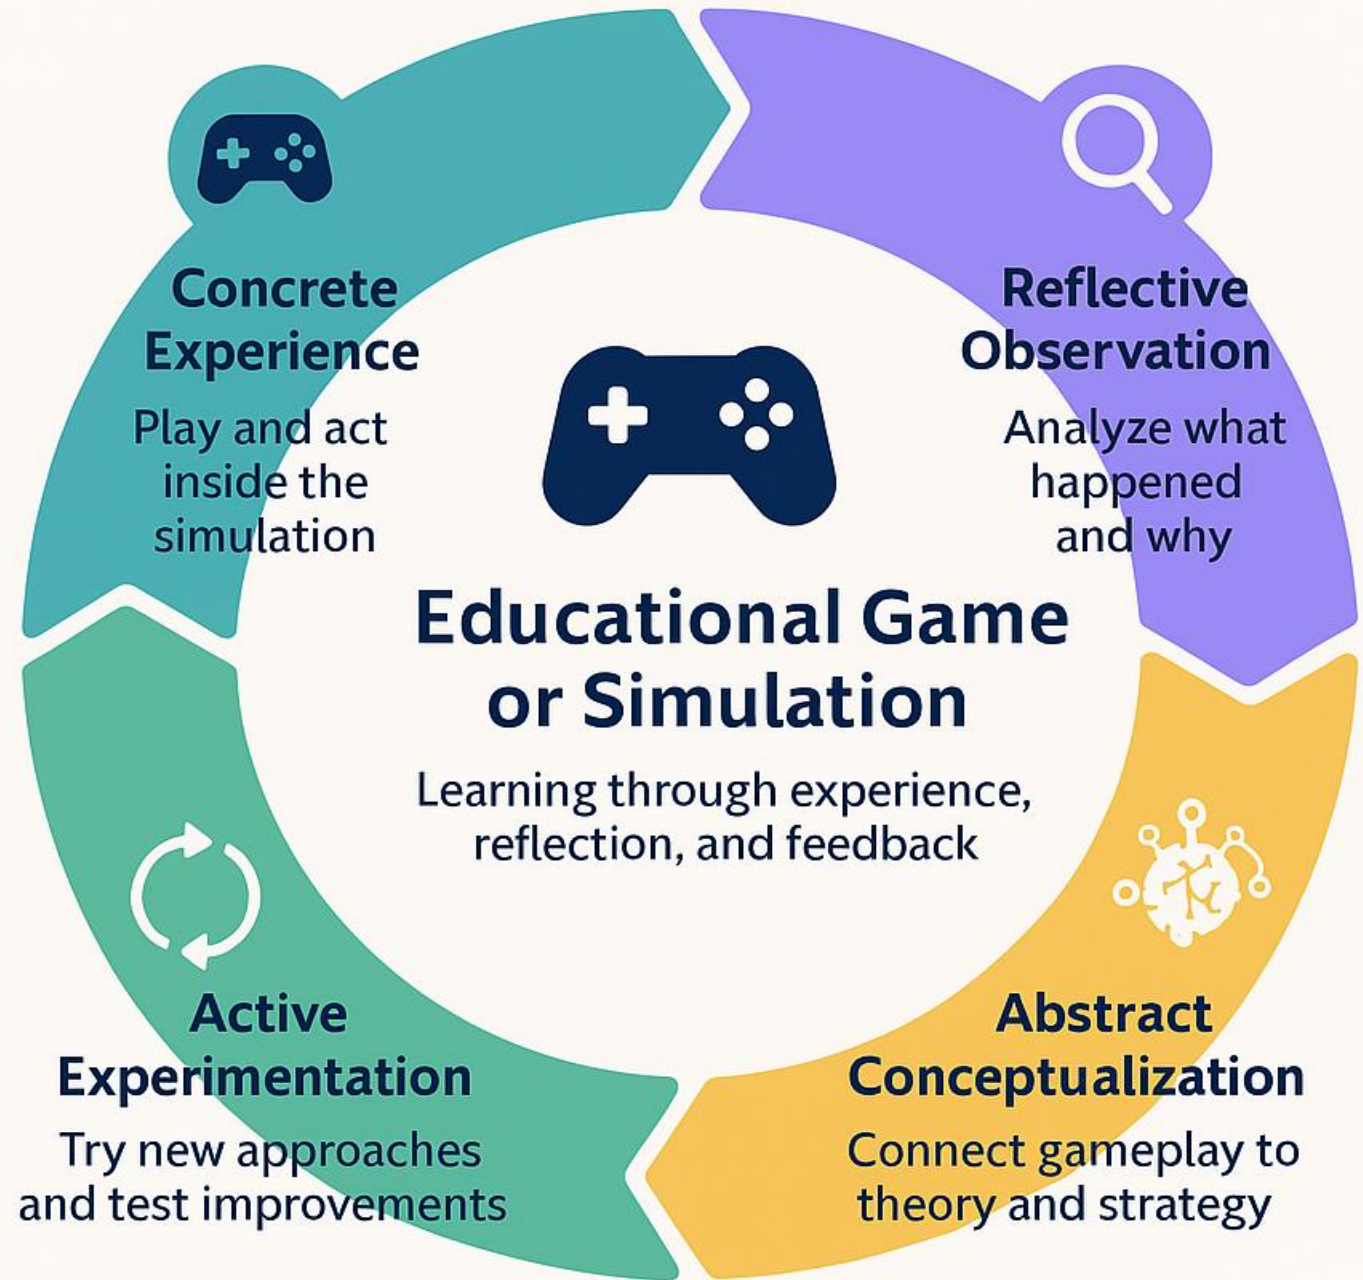 Concrete
Experience
Play and act
inside the
simulation
Reflective
Observation
Analyze what
happened
and why
Educational Game
or Simulation
Learning through experience,
reflection, and feedback
Abstract
Conceptualization
Connect gameplay to
theory and strategy
Active
Experimentation
Try new approaches
and test improvements